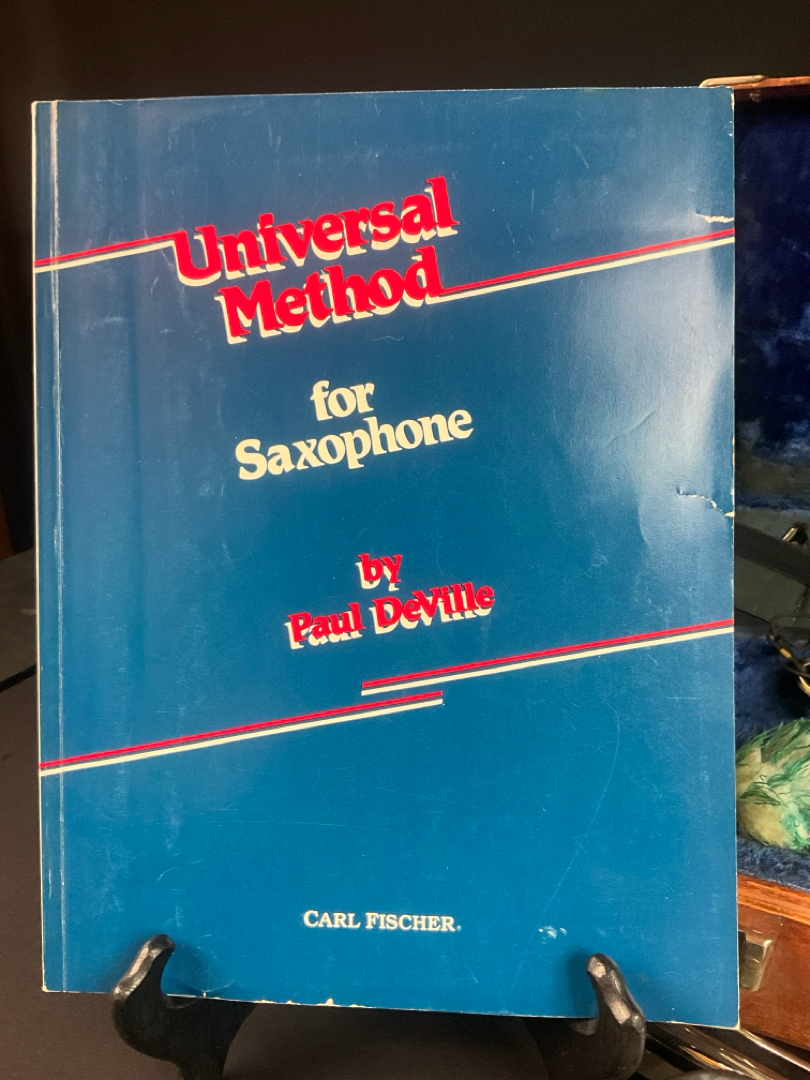 Universal
Method
for
Saxophone
by
Paul DeVille
CARL FISCHER®